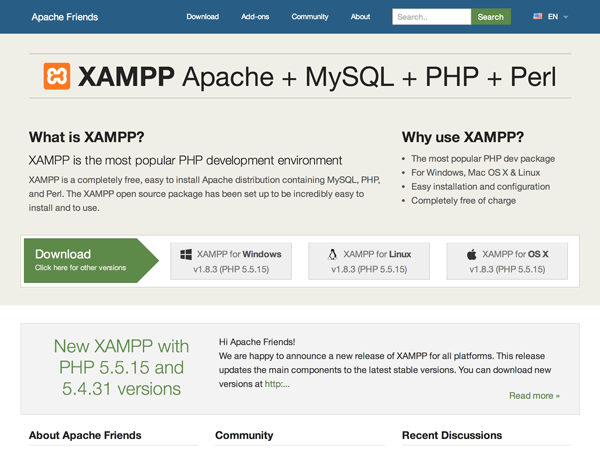 Apache Friends
Download
Add-ons
Community
About
Search..
Search
EN
XAMPP Apache + MySQL + PHP + Perl
What is XAMPP?
XAMPP is the most popular PHP development environment
XAMPP is a completely free, easy to install Apache distribution containing MySQL, PHP,
and Perl. The XAMPP open source package has been set up to be incredibly easy to
install and to use.
Why use XAMPP?
• The most popular PHP dev package
• For Windows, Mac OS X & Linux
• Easy installation and configuration
• Completely free of charge
Download
Click here for other versions
XAMPP for Windows
v1.8.3 (PHP 5.5.15)
XAMPP for Linux
v1.8.3 (PHP 5.5.15)
XAMPP for OS X
v1.8.3 (PHP 5.5.15)
New XAMPP with
PHP 5.5.15 and
5.4.31 versions
Hi Apache Friends!
We are happy to announce a new release of XAMPP for all platforms. This release
updates the main components to the latest stable versions. You can download new
versions at http:...
Read more »
About Apache Friends
Community
Recent Discussions